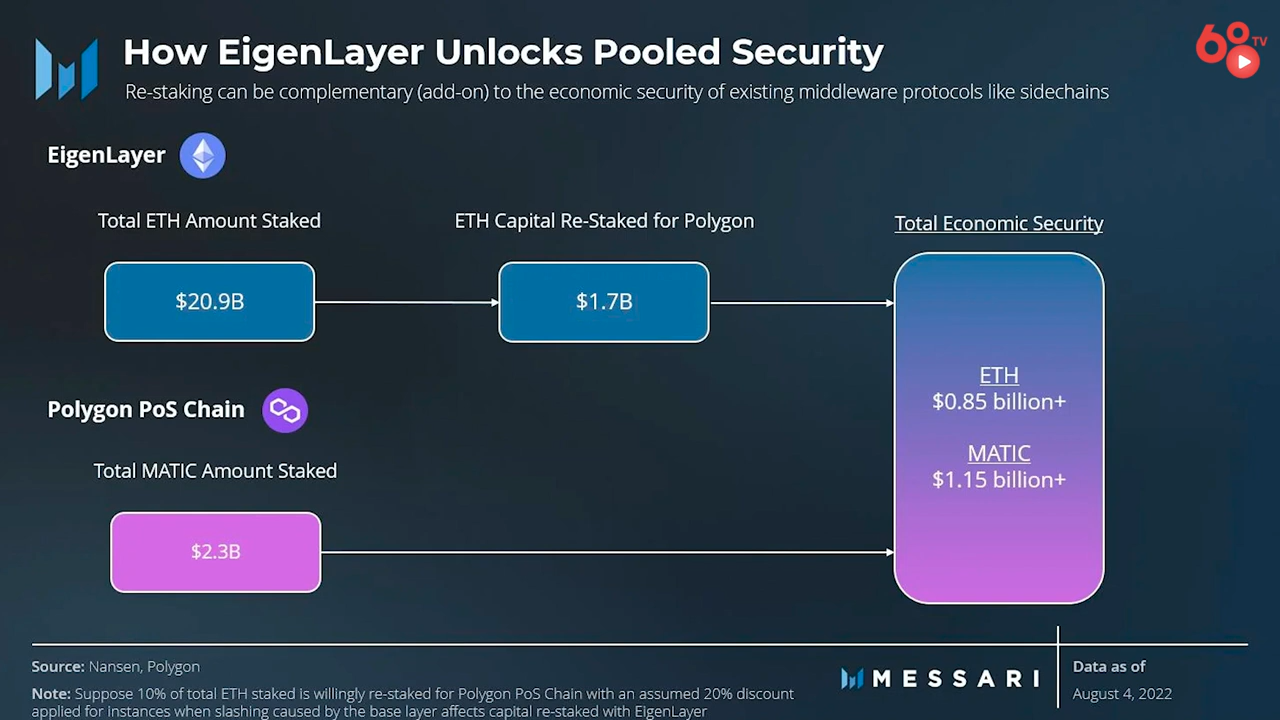 How EigenLayer Unlocks Pooled Security
60 TV
Re-staking can be complementary (add-on) to the economic security of existing middleware protocols like sidechains
EigenLayer
Total ETH Amount Staked
ETH Capital Re-Staked for Polygon
Total Economic Security
$20.9B
$1.7B
ETH
$0.85 billion+
MATIC
$1.15 billion+
Polygon PoS Chain
Total MATIC Amount Staked
$2.3B
Source: Nansen, Polygon
Note: Suppose 10% of total ETH staked is willingly re-staked for Polygon PoS Chain with an assumed 20% discount
applied for instances when slashing caused by the base layer affects capital re-staked with EigenLayer
MESSARI
Data as of
August 4, 2022